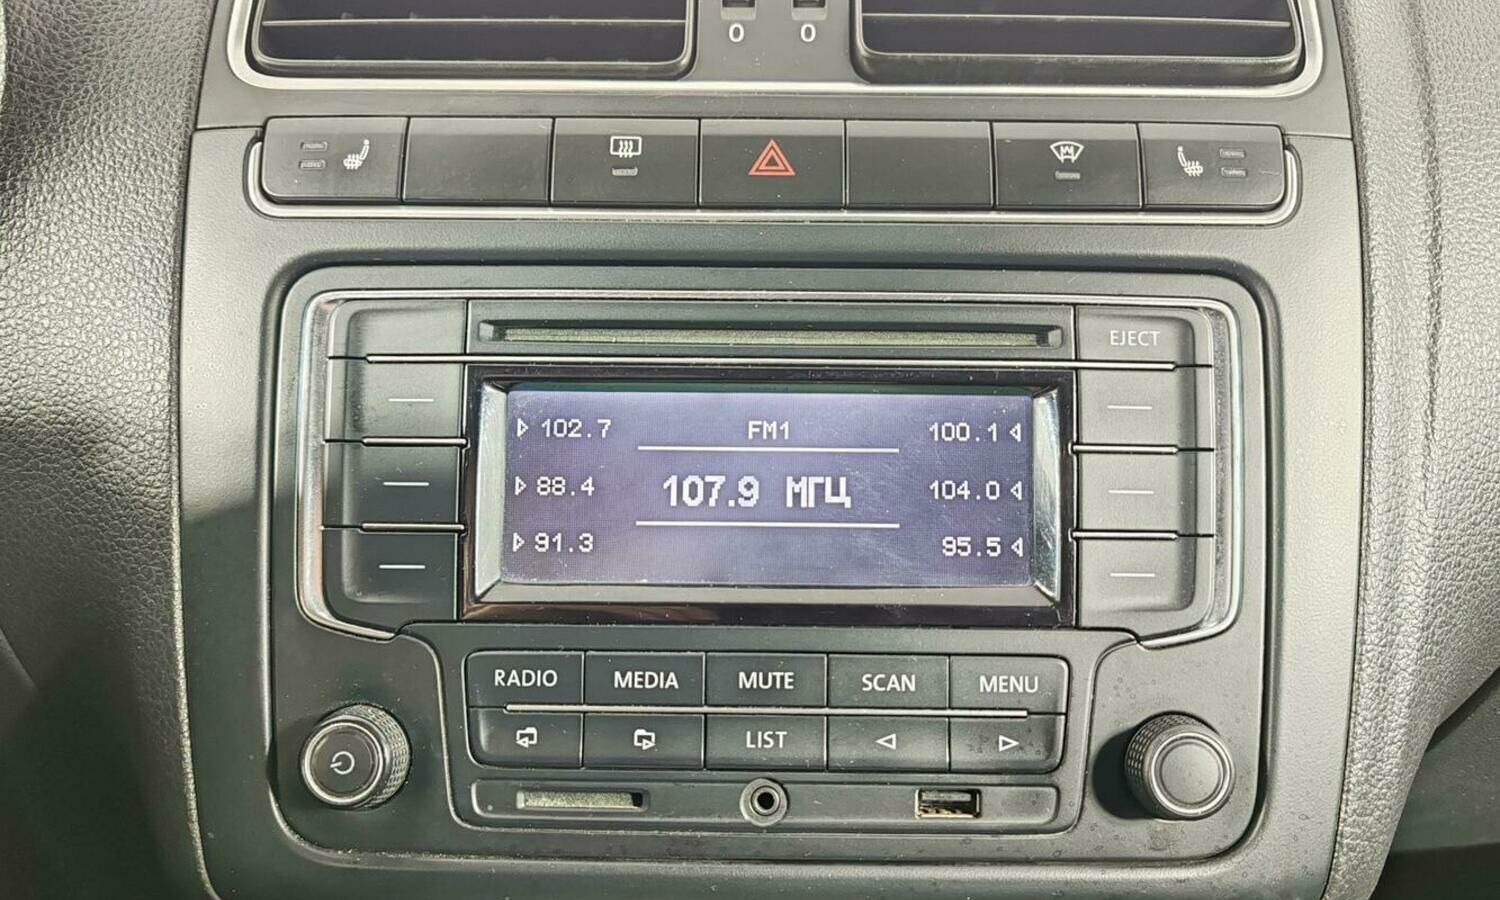 0 0
EJECT
102.7 FM1 100.1
88.4 107.9 МГЦ 104.0
91.3 95.5
RADIO MEDIA MUTE SCAN MENU
LIST